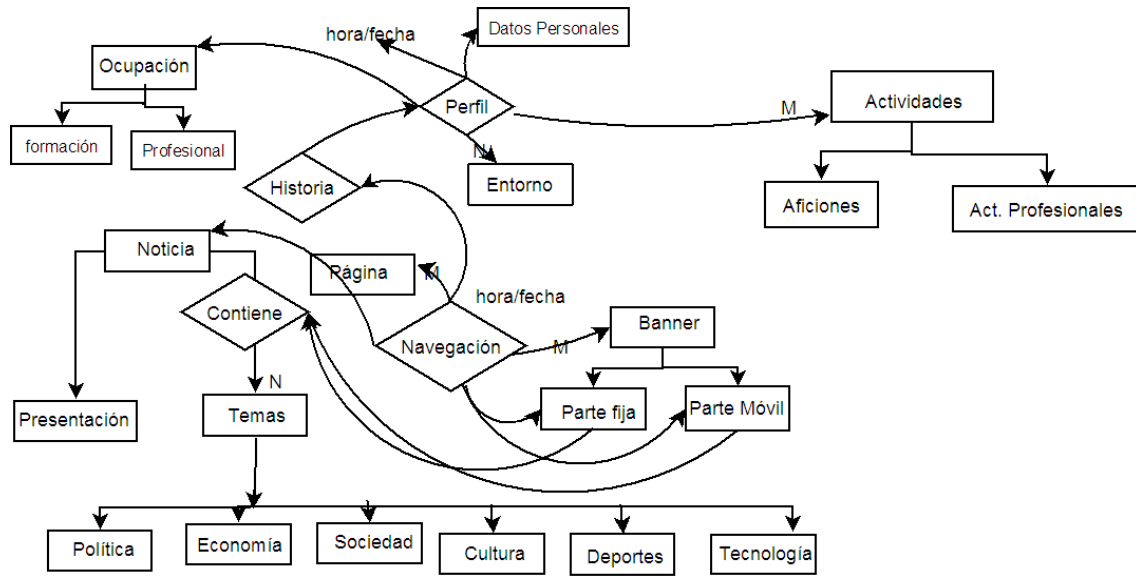 Datos Personales
hora/fecha
Ocupación
Perfil
Actividades
M
formación
Profesional
N
Historia
Entorno
Aficiones
Act. Profesionales
Noticia
Página
M
hora/fecha
Contiene
Navegación
Banner
M
N
Presentación
Temas
Parte fija
Parte Móvil
Política
Economía
Sociedad
Cultura
Deportes
Tecnología